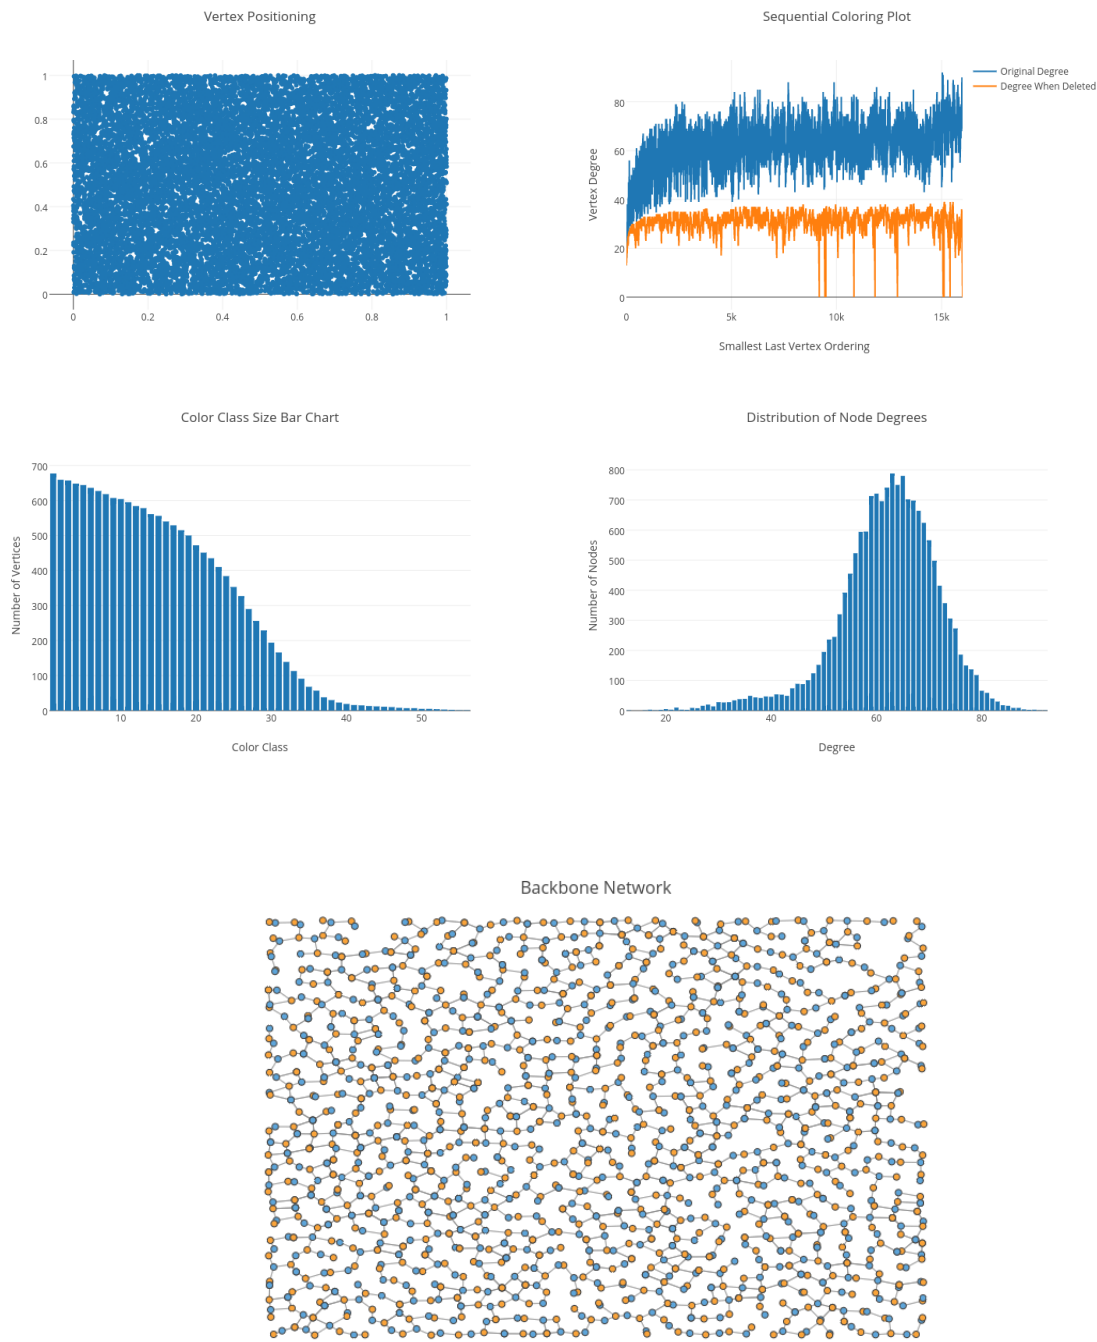 Vertex Positioning
1
0.8
0.6
0.4
0.2
0
0 0.2 0.4 0.6 0.8 1
Sequential Coloring Plot
Original Degree
Degree When Deleted
Vertex Degree
80
60
40
20
0
0 5k 10k 15k
Smallest Last Vertex Ordering
Color Class Size Bar Chart
Number of Vertices
700
600
500
400
300
200
100
0
10 20 30 40 50
Color Class
Distribution of Node Degrees
Number of Nodes
800
700
600
500
400
300
200
100
0
20 40 60 80
Degree
Backbone Network